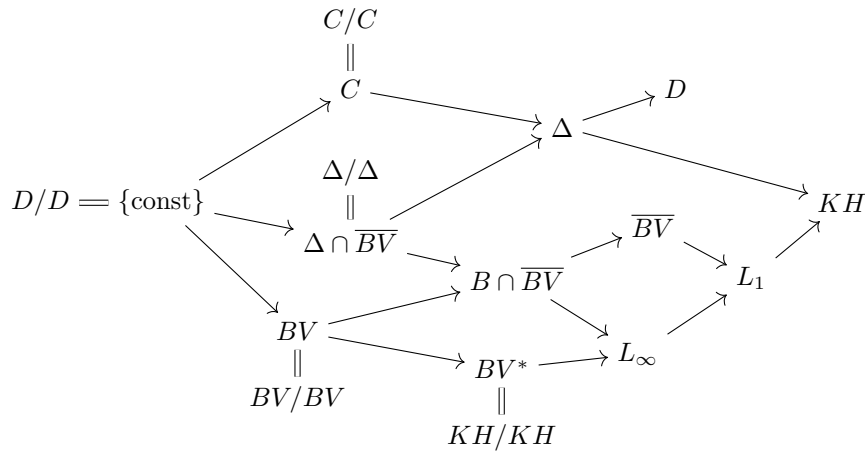 C/C
C
D
Δ
Δ/Δ
D/D = {const}
KH
Δ ∩ \overline{BV}
\overline{BV}
B ∩ \overline{BV}
L_1
BV
L_∞
BV*
BV/BV
KH/KH